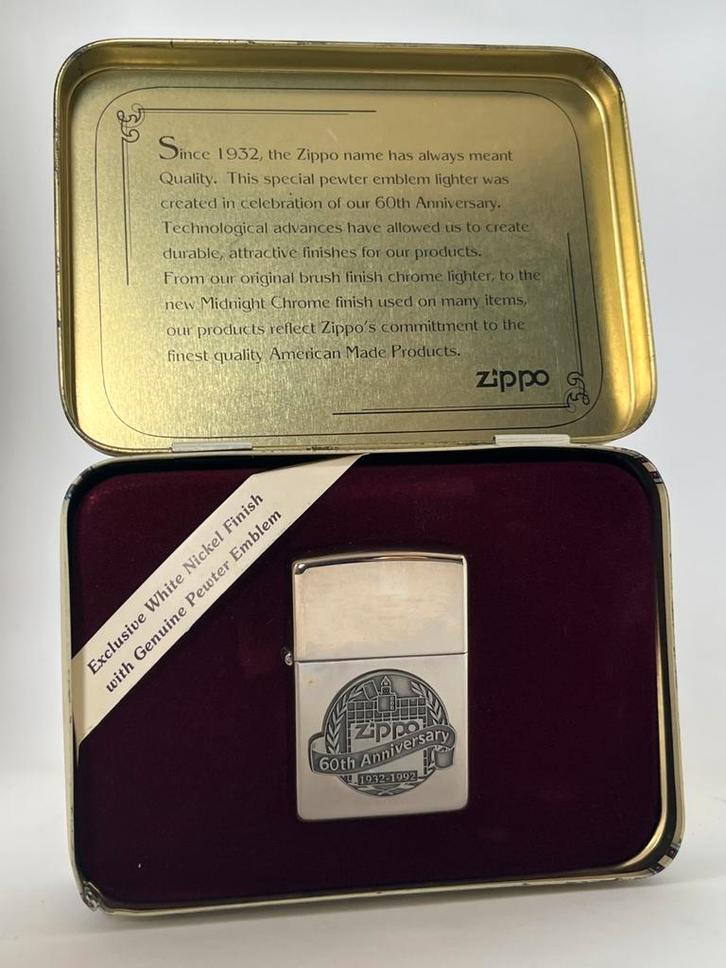 Since 1932, the Zippo name has always meant
Quality. This special pewter emblem lighter was
created in celebration of our 60th Anniversary.
Technological advances have allowed us to create
durable, attractive finishes for our products.
From our original brush finish chrome lighter, to the
new Midnight Chrome finish used on many items,
our products reflect Zippo's committment to the
finest quality American Made Products.
zippo
Exclusive White Nickel Finish
with Genuine Pewter Emblem
zippo
60th Anniversary
1932-1992